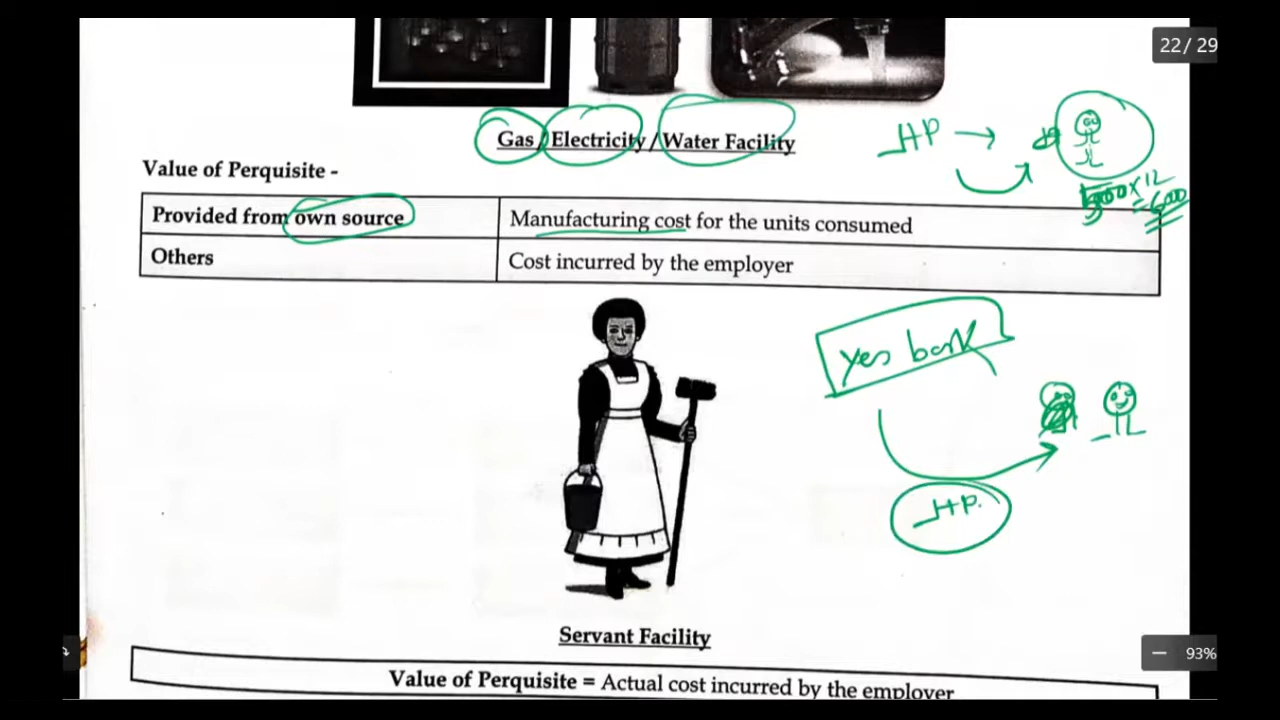 22 / 29
Gas / Electricity / Water Facility
HP
Value of Perquisite -
×12
= 6000
Provided from own source
Manufacturing cost for the units consumed
Others
Cost incurred by the employer
yes bank
HP.
Servant Facility
93%
Value of Perquisite = Actual cost incurred by the employer